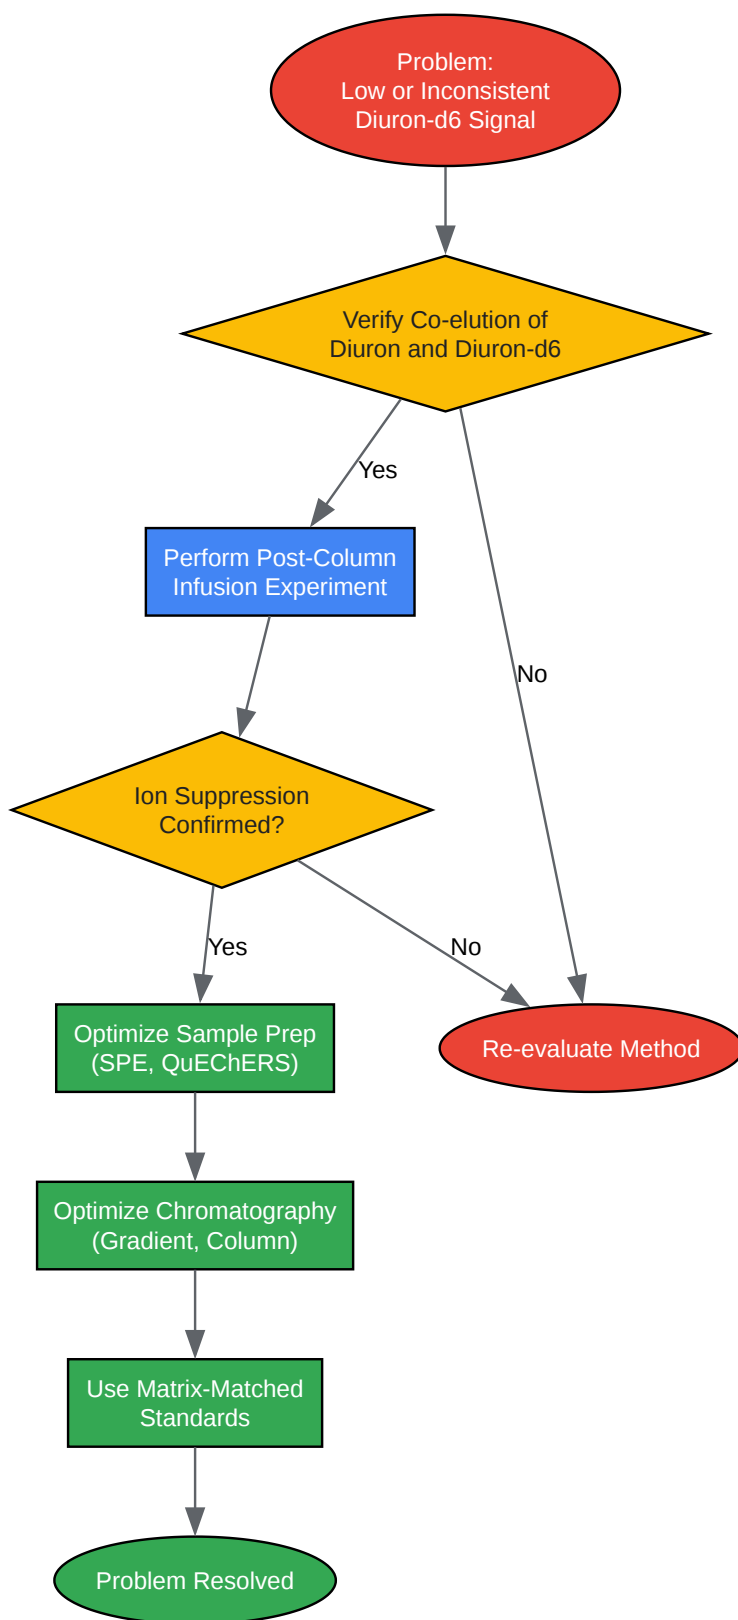 Problem:
Low or Inconsistent
Diuron-d6 Signal
Verify Co-elution of
Diuron and Diuron-d6
Yes
Perform Post-Column
Infusion Experiment
No
Ion Suppression
Confirmed?
Yes
No
Optimize Sample Prep
(SPE, QuEChERS)
Re-evaluate Method
Optimize Chromatography
(Gradient, Column)
Use Matrix-Matched
Standards
Problem Resolved